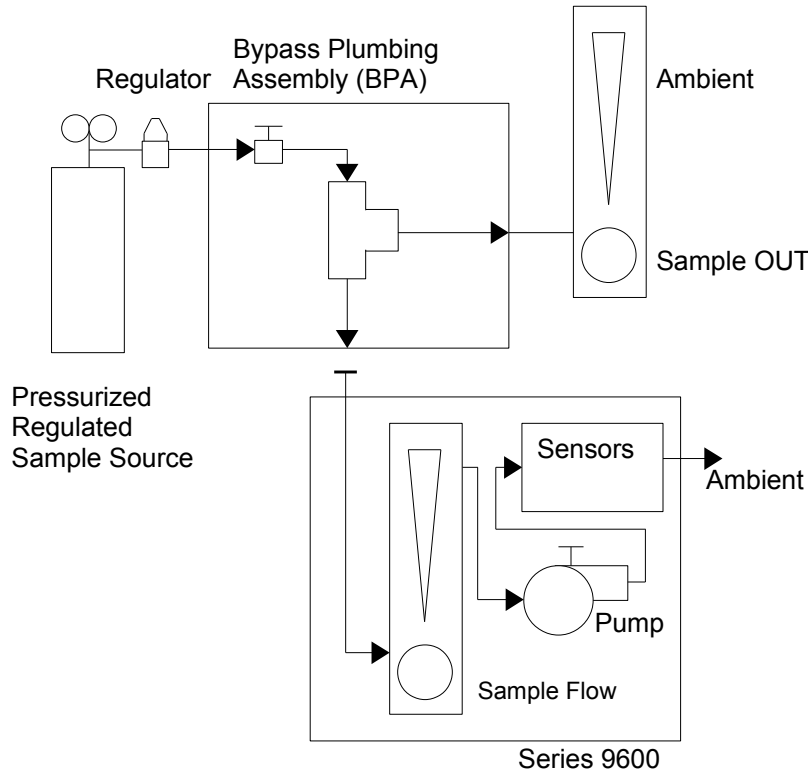 Bypass Plumbing
Assembly (BPA)
Regulator
Ambient
Sample OUT
Pressurized
Regulated
Sample Source
Sensors
Ambient
Pump
Sample Flow
Series 9600